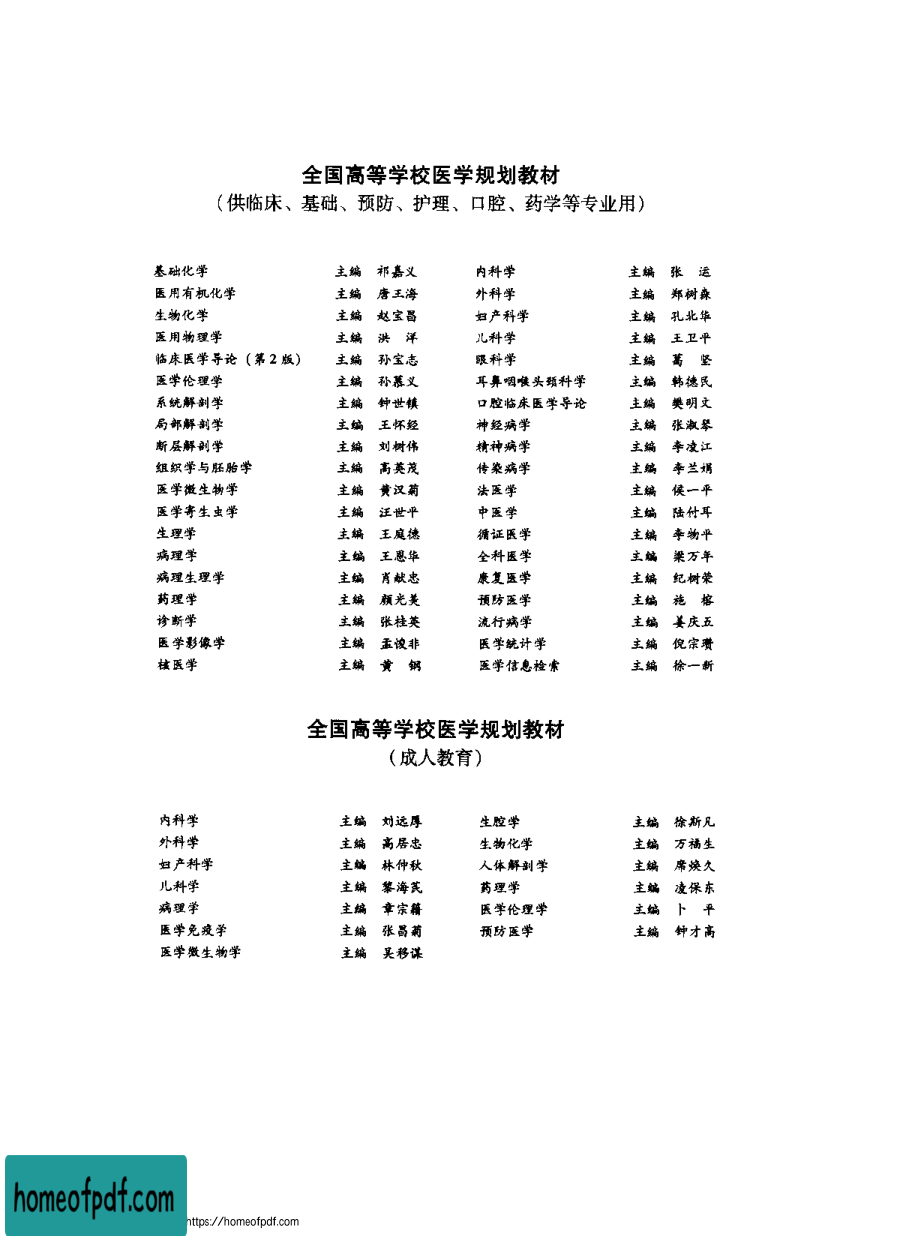 全国高等学校医学规划教材
（供临床、基础、预防、护理、口腔、药学等专业用）
基础化学 主编 祁嘉义 内科学 主编 张 运
医用有机化学 主编 唐玉海 外科学 主编 郑树森
生物化学 主编 赵宝昌 妇产科学 主编 孔北华
医用物理学 主编 洪 洋 儿科学 主编 王卫平
临床医学导论（第2版） 主编 孙宝志 眼科学 主编 葛 坚
医学伦理学 主编 孙慕义 耳鼻咽喉头颈科学 主编 韩德民
系统解剖学 主编 钟世镇 口腔临床医学导论 主编 樊明文
局部解剖学 主编 王怀经 神经病学 主编 张淑琴
断层解剖学 主编 刘树伟 精神病学 主编 李凌江
组织学与胚胎学 主编 高英茂 传染病学 主编 李兰娟
医学微生物学 主编 黄汉菊 法医学 主编 侯一平
医学寄生虫学 主编 汪世平 中医学 主编 陆付耳
生理学 主编 王庭槐 循证医学 主编 李幼平
病理学 主编 王恩华 全科医学 主编 梁万年
病理生理学 主编 肖献忠 康复医学 主编 纪树荣
药理学 主编 颜光美 预防医学 主编 施 榕
诊断学 主编 张桂英 流行病学 主编 姜庆五
医学影像学 主编 孟悛非 医学统计学 主编 倪宗瓒
核医学 主编 黄 钢 医学信息检索 主编 徐一新
全国高等学校医学规划教材
（成人教育）
内科学 主编 刘远厚 生理学 主编 徐斯凡
外科学 主编 高居忠 生物化学 主编 万福生
妇产科学 主编 林仲秋 人体解剖学 主编 席焕久
儿科学 主编 黎海芪 药理学 主编 凌保东
病理学 主编 章宗籍 医学伦理学 主编 卜 平
医学免疫学 主编 张昌菊 预防医学 主编 钟才高
医学微生物学 主编 吴移谋
homeofpdf.com
https://homeofpdf.com